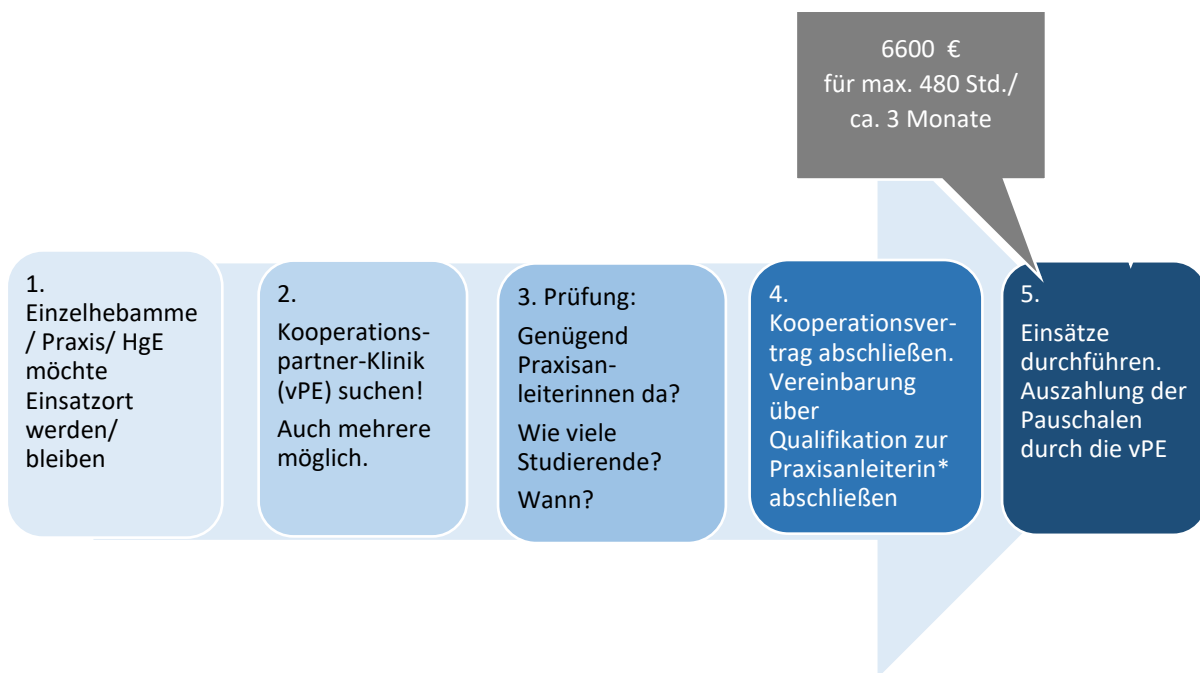 6600 €
für max. 480 Std./
ca. 3 Monate
1.
Einzelhebamme
/ Praxis/ HgE
möchte
Einsatzort
werden/
bleiben
2.
Kooperations-
partner-Klinik
(vPE) suchen!
Auch mehrere
möglich.
3. Prüfung:
Genügend
Praxisan-
leiterinnen da?
Wie viele
Studierende?
Wann?
4.
Kooperationsver-
trag abschließen.
Vereinbarung
über
Qualifikation zur
Praxisanleiterin*
abschließen
5.
Einsätze
durchführen.
Auszahlung der
Pauschalen
durch die vPE